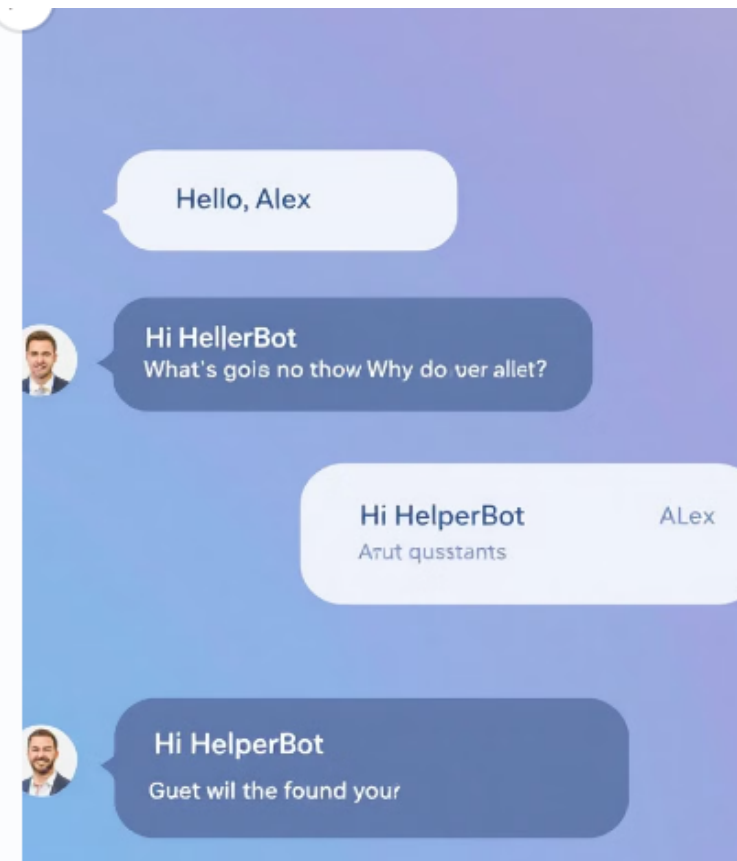 Hello, Alex
Hi HellerBot
What's gois no thow Why do ver allet?
Hi HelperBot ALex
Arut qusstants
Hi HelperBot
Guet wil the found your